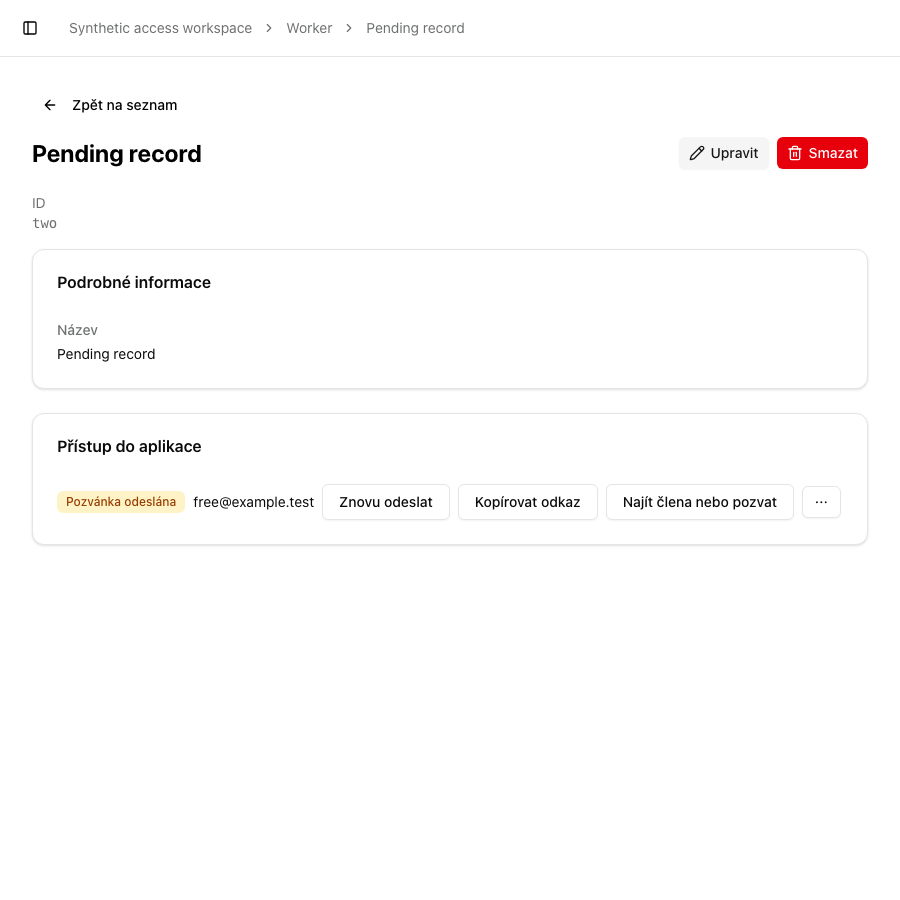 Synthetic access workspace > Worker > Pending record
Zpět na seznam
Pending record
Upravit
Smazat
ID
two
Podrobné informace
Název
Pending record
Přístup do aplikace
Pozvánka odeslána free@example.test Znovu odeslat Kopírovat odkaz Najít člena nebo pozvat ...